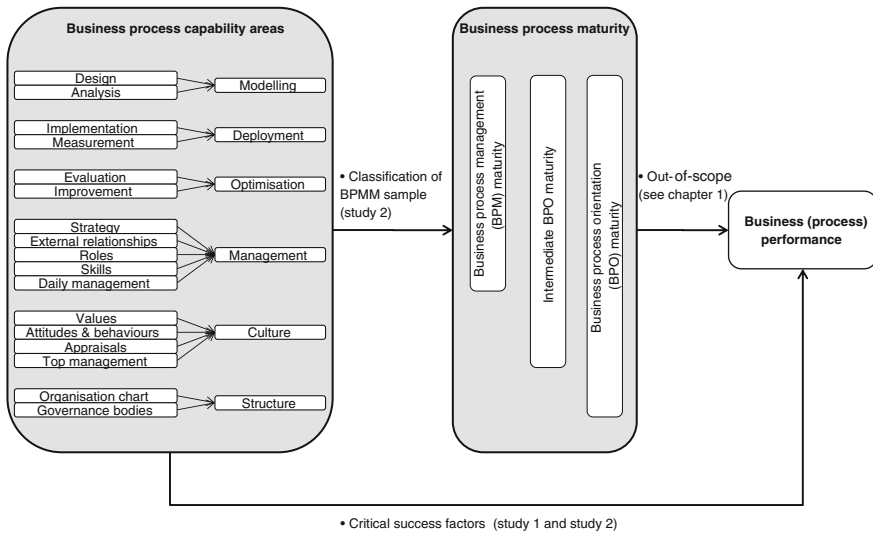 Business process capability areas
Design
Analysis
Modelling
Implementation
Measurement
Deployment
Evaluation
Improvement
Optimisation
Strategy
External relationships
Roles
Skills
Daily management
Management
Values
Attitudes & behaviours
Appraisals
Top management
Culture
Organisation chart
Governance bodies
Structure
• Classification of
BPMM sample
(study 2)
Business process maturity
Business process management
(BPM) maturity
Intermediate BPO maturity
Business process orientation
(BPO) maturity
• Out-of-scope
(see chapter 1)
Business (process)
performance
• Critical success factors (study 1 and study 2)